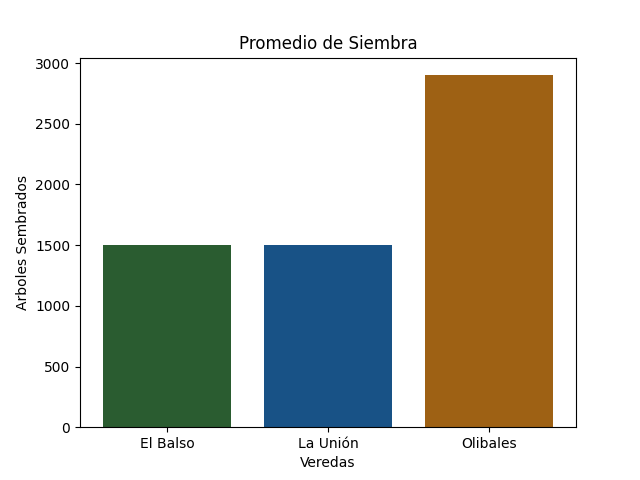 Promedio de Siembra
Arboles Sembrados
3000
2500
2000
1500
1000
500
0
El Balso
La Unión
Olibales
Veredas